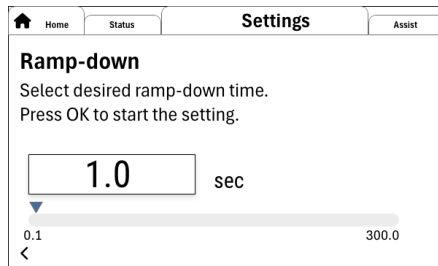 Home
Status
Settings
Assist
Ramp-down
Select desired ramp-down time.
Press OK to start the setting.
1.0 sec
0.1 300.0